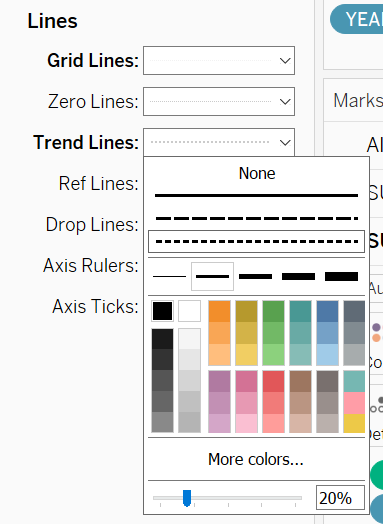 Lines
YEA
Grid Lines:
Zero Lines:
Marks
Trend Lines:
Al
None
Ref Lines:
SU
Drop Lines:
SU
Axis Rulers:
Au
Axis Ticks:
Co
Det
More colors...
20%